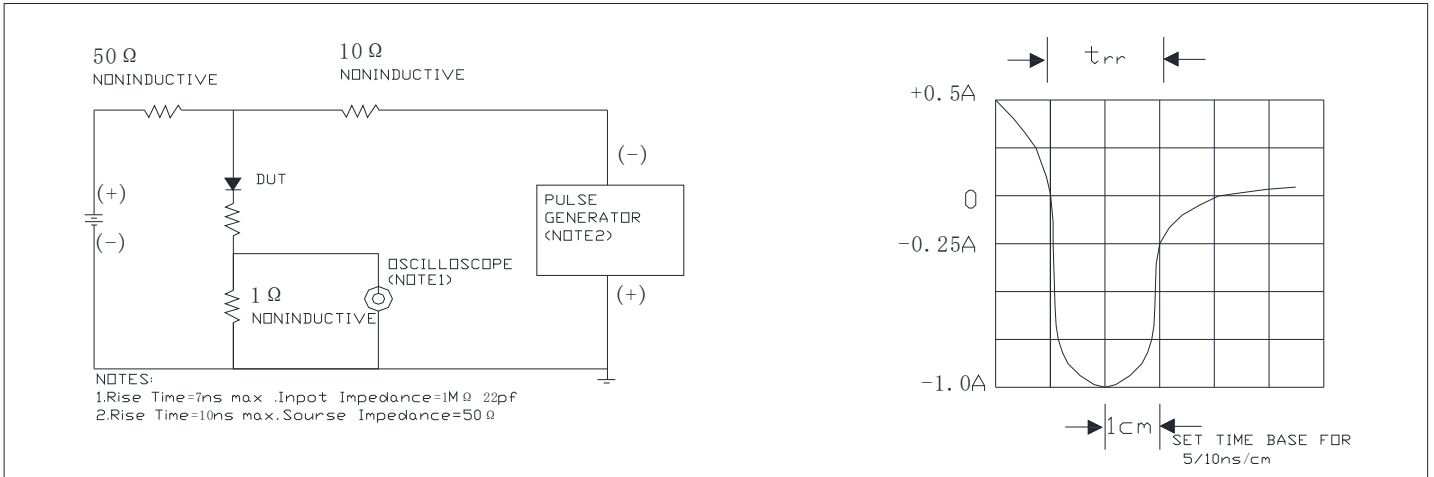 50 Ω
NONINDUCTIVE
10 Ω
NONINDUCTIVE
(+)
(-)
DUT
1 Ω
NONINDUCTIVE
OSCILLOSCOPE
(NOTE1)
PULSE
GENERATOR
(NOTE2)
(-)
(+)
NOTES:
1.Rise Time=7ns max .Inpot Impedance=1M Ω 22pf
2.Rise Time=10ns max.Sourse Impedance=50 Ω
trr
+0.5A
0
-0.25A
-1.0A
1cm
SET TIME BASE FOR
5/10ns/cm